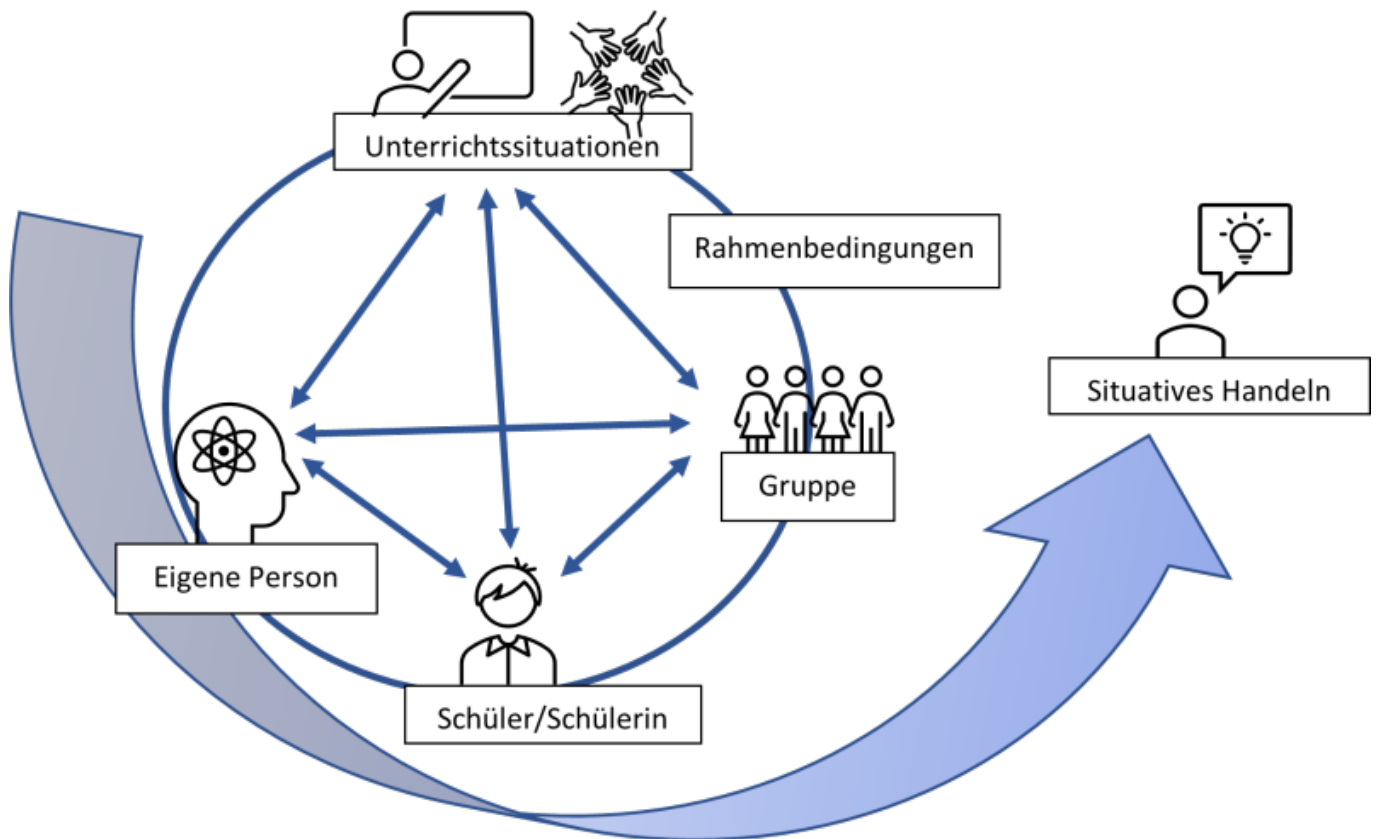 Unterrichtssituationen
Rahmenbedingungen
Situatives Handeln
Gruppe
Eigene Person
Schüler/Schülerin